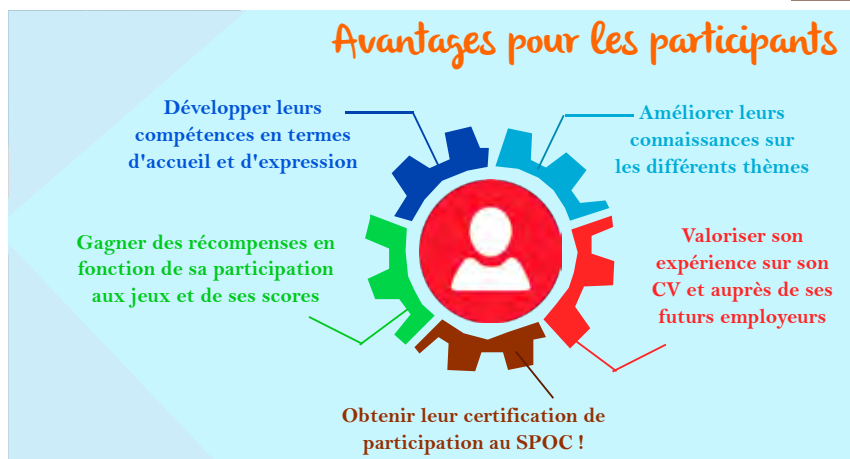 Avantages pour les participants
Développer leurs
compétences en termes
d'accueil et d'expression
Améliorer leurs
connaissances sur
les différents thèmes
Gagner des récompenses en
fonction de sa participation
aux jeux et de ses scores
Valoriser son
expérience sur son
CV et auprès de ses
futurs employeurs
Obtenir leur certification de
participation au SPOC !